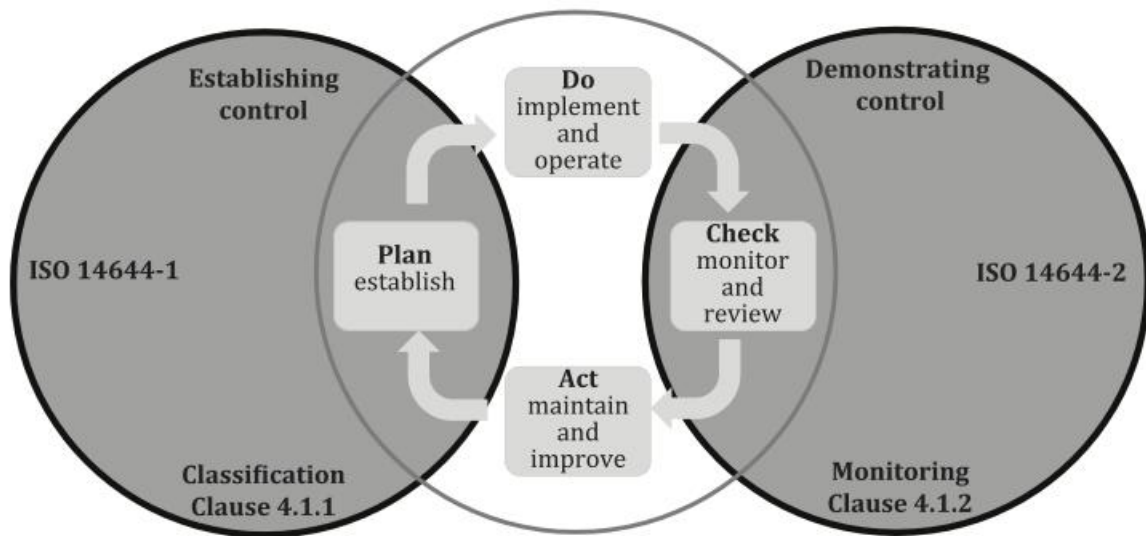 Establishing
control
ISO 14644-1
Classification
Clause 4.1.1
Plan
establish
Do
implement
and
operate
Check
monitor
and
review
Act
maintain
and
improve
Demonstrating
control
ISO 14644-2
Monitoring
Clause 4.1.2